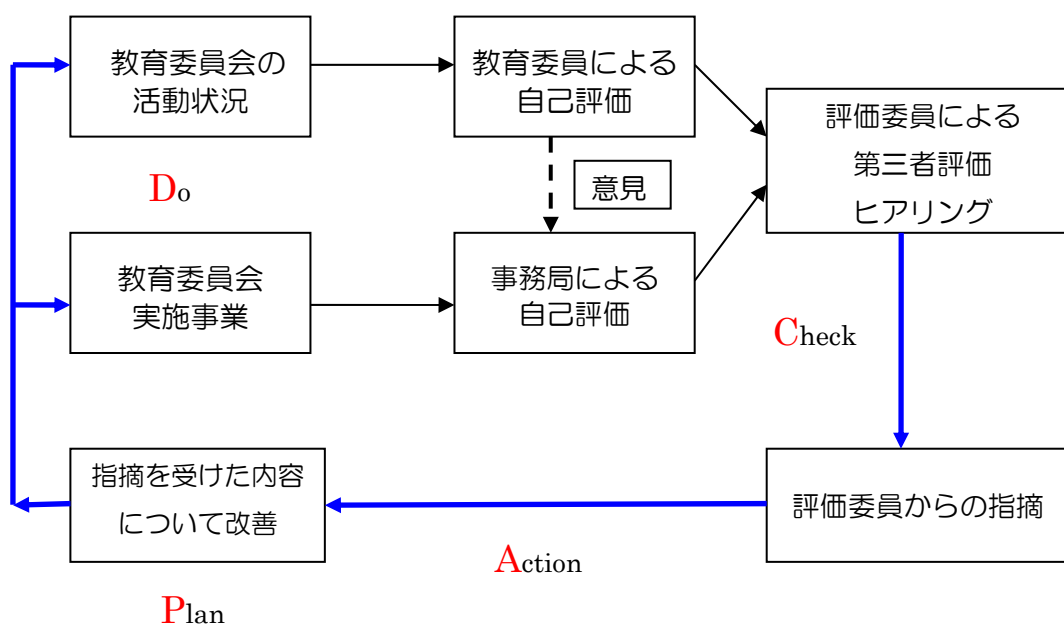 教育委員会の
活動状況
教育委員による
自己評価
評価委員による
第三者評価
ヒアリング
意見
Do
教育委員会
実施事業
事務局による
自己評価
Check
指摘を受けた内容
について改善
評価委員からの指摘
Action
Plan